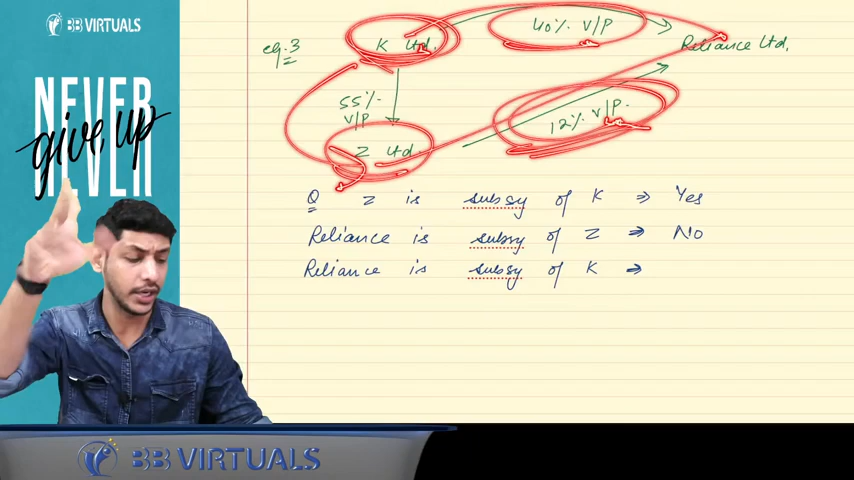 BB VIRTUALS
NEVER
give up
NEVER
eg.3
K Ltd.
40% V/P
Reliance Ltd.
55%
V/P
12% V/P.
Z Ltd
Q Z is subsy of K ⇒ Yes
Reliance is subsy of Z ⇒ No
Reliance is subsy of K ⇒
BB VIRTUALS